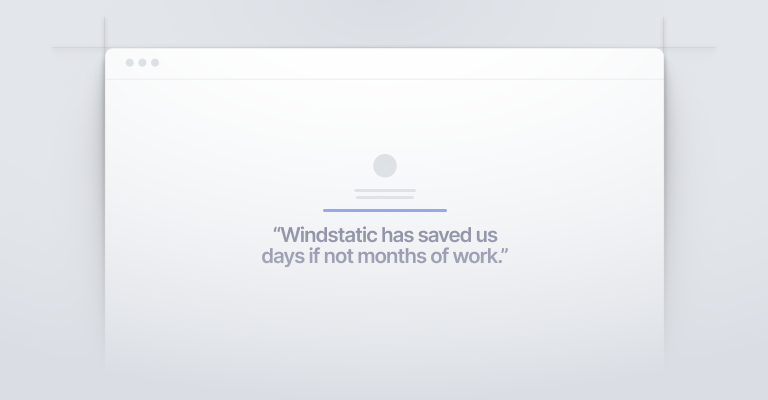 “Windstatic has saved us
days if not months of work.”